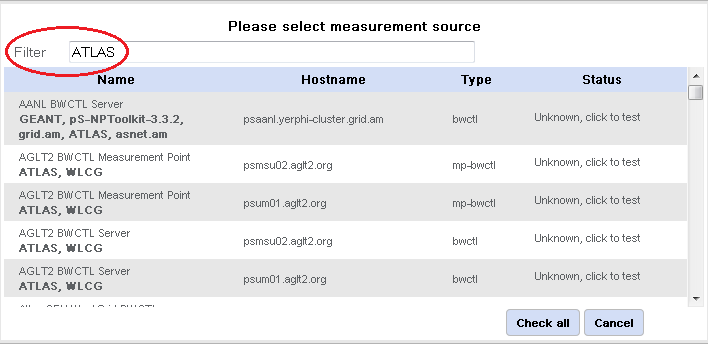 Please select measurement source
Filter ATLAS
Name Hostname Type Status
AANL BWCTL Server
GEANT, pS-NPToolkit-3.3.2,
grid.am, ATLAS, asnet.am
psaanl.yerphi-cluster.grid.am bwctl Unknown, click to test
AGLT2 BWCTL Measurement Point
ATLAS, WLCG
psmsu02.aglt2.org mp-bwctl Unknown, click to test
AGLT2 BWCTL Measurement Point
ATLAS, WLCG
psum01.aglt2.org mp-bwctl Unknown, click to test
AGLT2 BWCTL Server
ATLAS, WLCG
psmsu02.aglt2.org bwctl Unknown, click to test
AGLT2 BWCTL Server
ATLAS, WLCG
psum01.aglt2.org bwctl Unknown, click to test
Check all Cancel